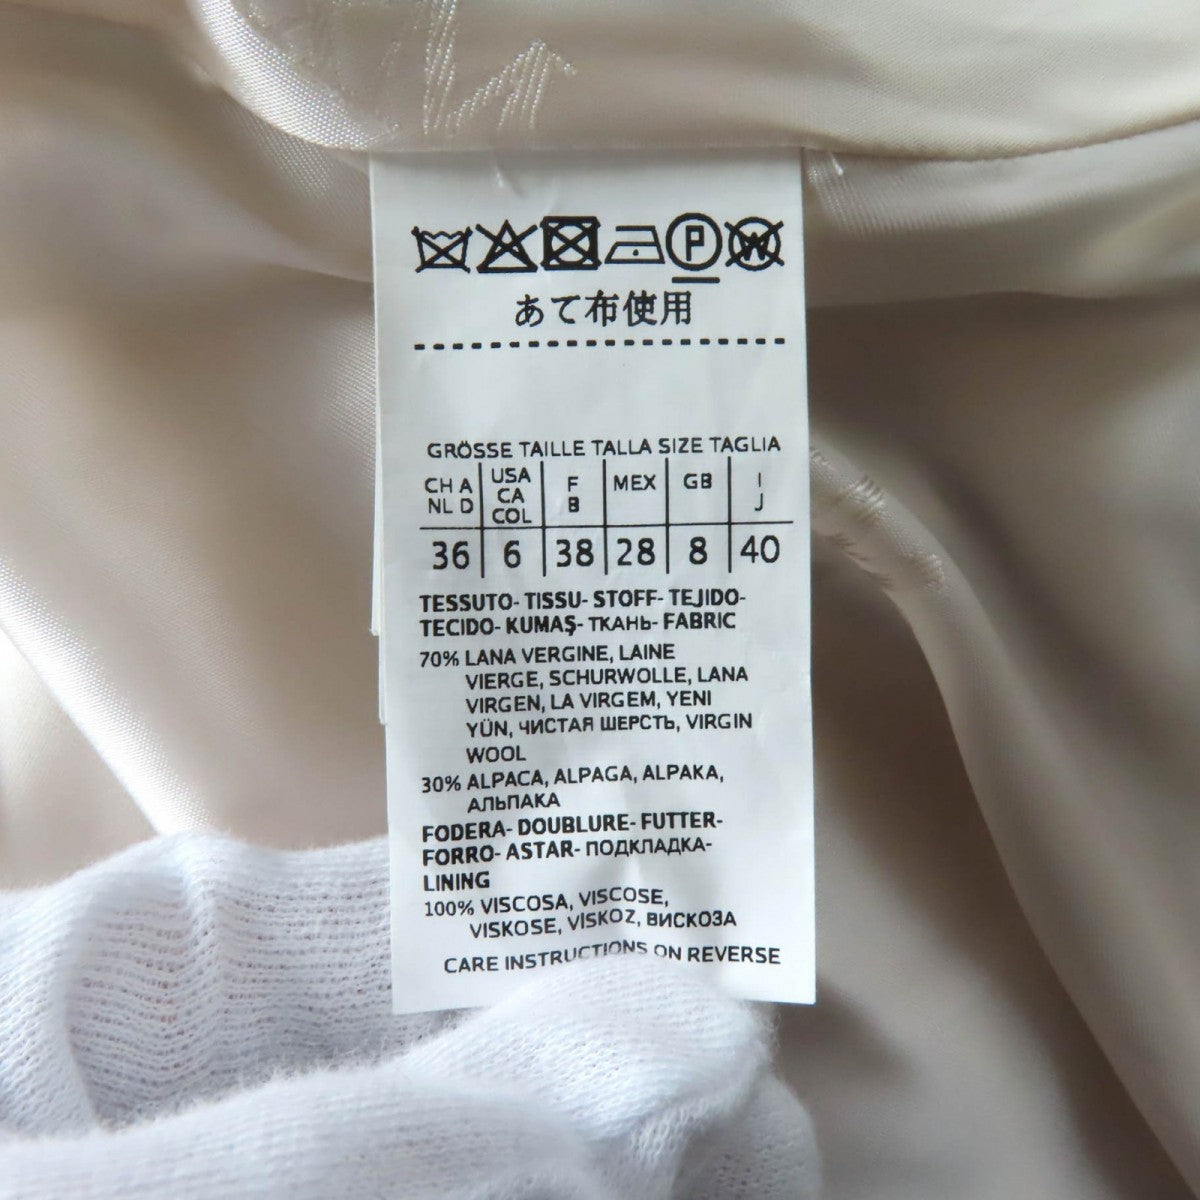 P W
あて布使用
GRÖSSE TAILLE TALLA SIZE TAGLIA
CH A NL D USA CA COL F B MEX GB I J
36 6 38 28 8 40
TESSUTO- TISSU- STOFF- TEJIDO-
TECIDO- KUMAŞ- ТКАНЬ- FABRIC
70% LANA VERGINE, LAINE
VIERGE, SCHURWOLLE, LANA
VIRGEN, LA VIRGEM, YENI
YÜN, ЧИСТАЯ ШЕРСТЬ, VIRGIN
WOOL
30% ALPACA, ALPAGA, ALPAKA,
АЛЬПАКА
FODERA- DOUBLURE- FUTTER-
FORRO- ASTAR- ПОДКЛАДКА-
LINING
100% VISCOSA, VISCOSE,
VISKOSE, VİSKOZ, ВИСКОЗА
CARE INSTRUCTIONS ON REVERSE